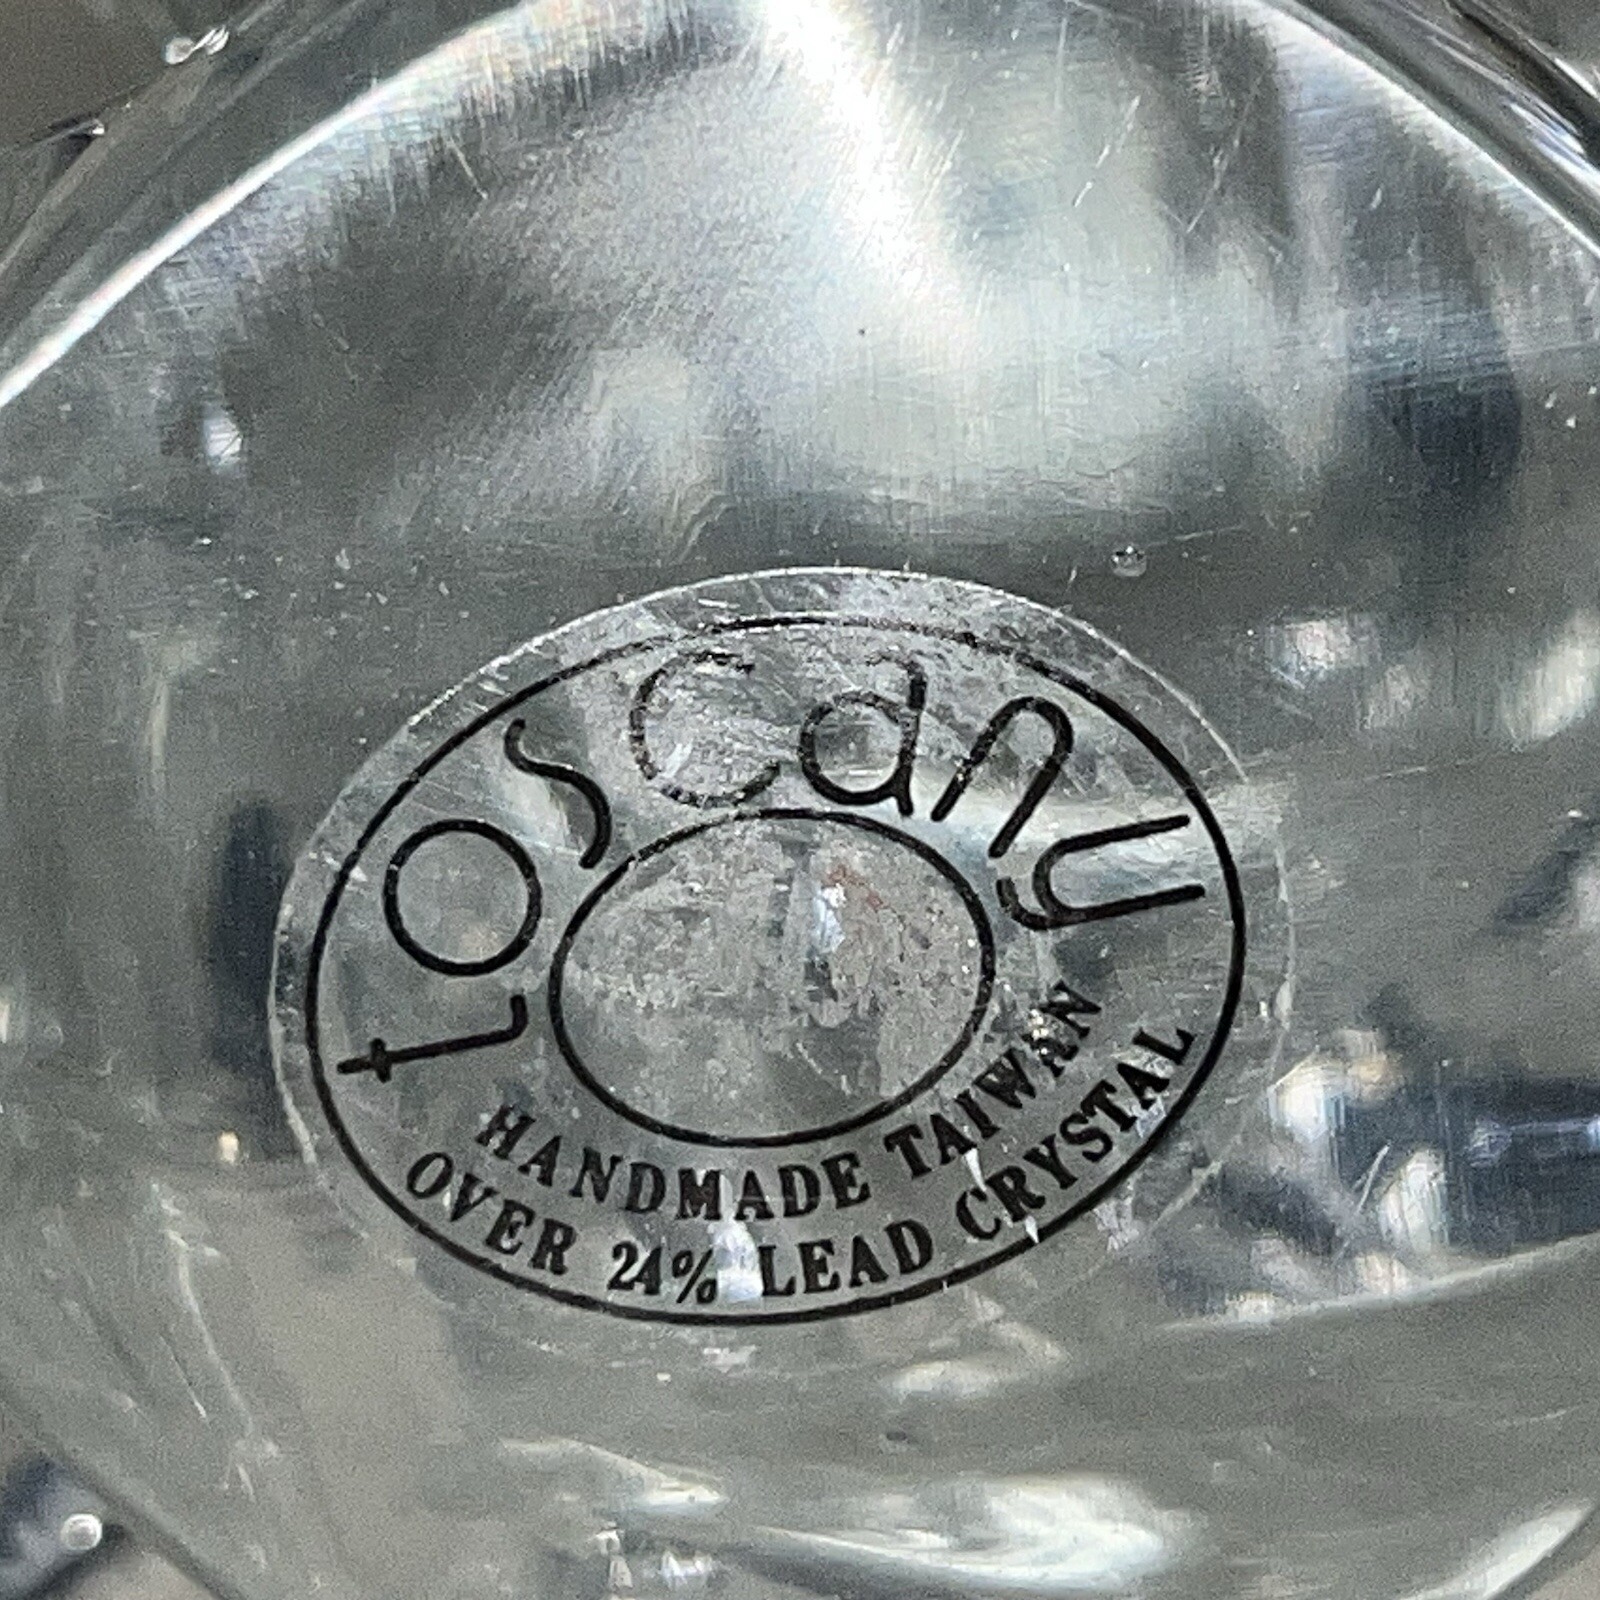 toscany
HANDMADE TAIWAN
OVER 24% LEAD CRYSTAL